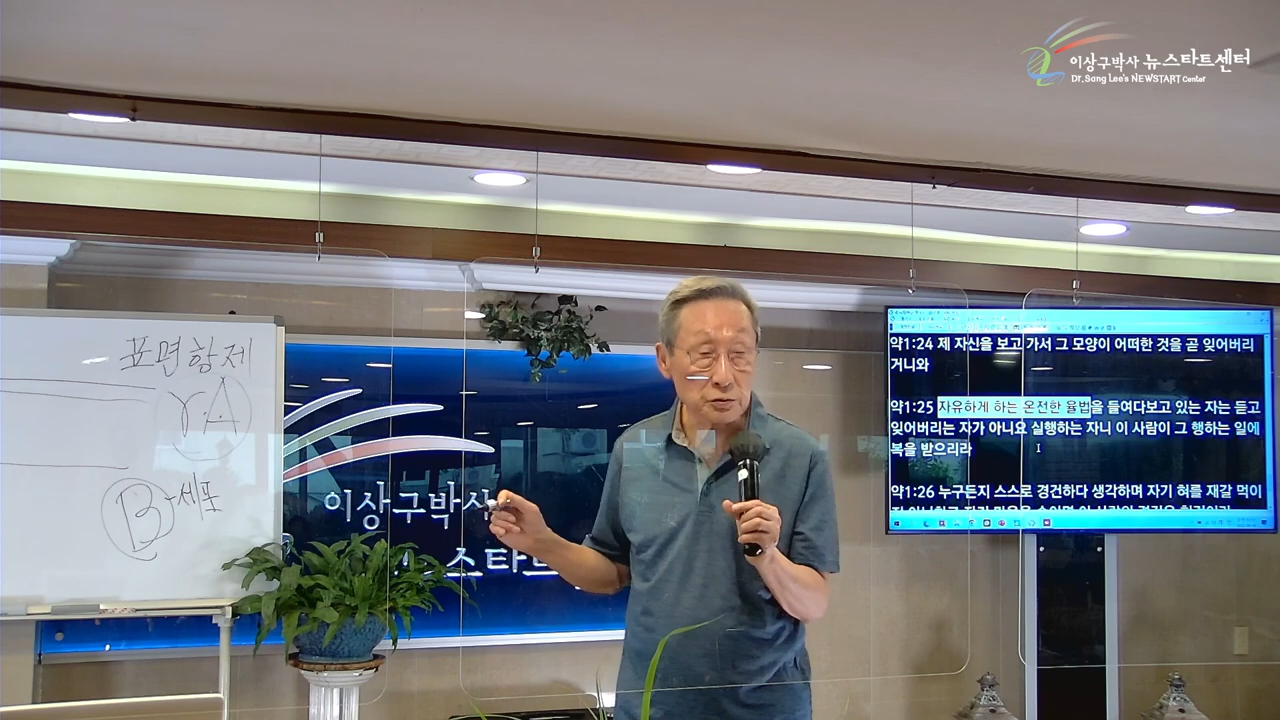 이상구박사 뉴스타트센터
Dr. Sang Lee's NEWSTART Center
표면항제
r.A
B-세포
이상구박사
스타트
약1:24 제 자신을 보고 가서 그 모양이 어떠한 것을 곧 잊어버리
거니와
약1:25 자유하게 하는 온전한 율법을 들여다보고 있는 자는 듣고
잊어버리는 자가 아니요 실행하는 자니 이 사람이 그 행하는 일에
복을 받으리라
약1:26 누구든지 스스로 경건하다 생각하며 자기 혀를 재갈 먹이